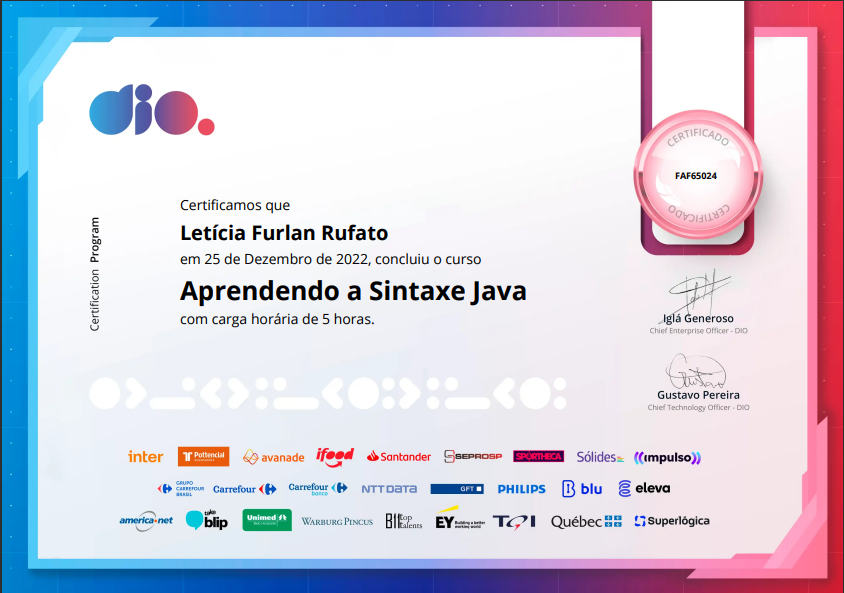 dio.
CERTIFICADO
FAF65024
CERTIFICADO
Certification Program
Certificamos que
Letícia Furlan Rufato
em 25 de Dezembro de 2022, concluiu o curso
Aprendendo a Sintaxe Java
com carga horária de 5 horas.
Iglá Generoso
Chief Enterprise Officer - DIO
Gustavo Pereira
Chief Technology Officer - DIO
inter Pottencial avanade ifood Santander SEPROSP SPORTHECA Sólides impulso
GRUPO CARREFOUR BRASIL Carrefour Carrefour banco NTT DATA GFT PHILIPS blu eleva
america·net take blip Unimed WARBURG PINCUS BTItop talents EY Building a better working world TQI Québec Superlógica